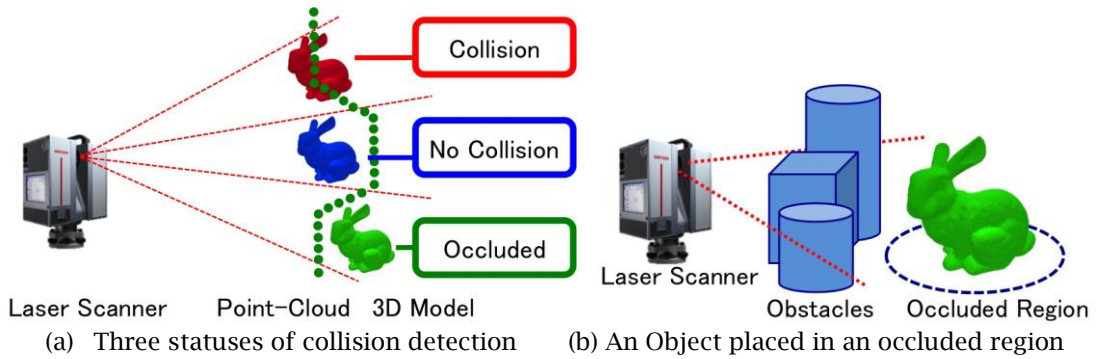 Collision
No Collision
Occluded
Laser Scanner
Point-Cloud
3D Model
(a) Three statuses of collision detection
Laser Scanner
Obstacles
Occluded Region
(b) An Object placed in an occluded region